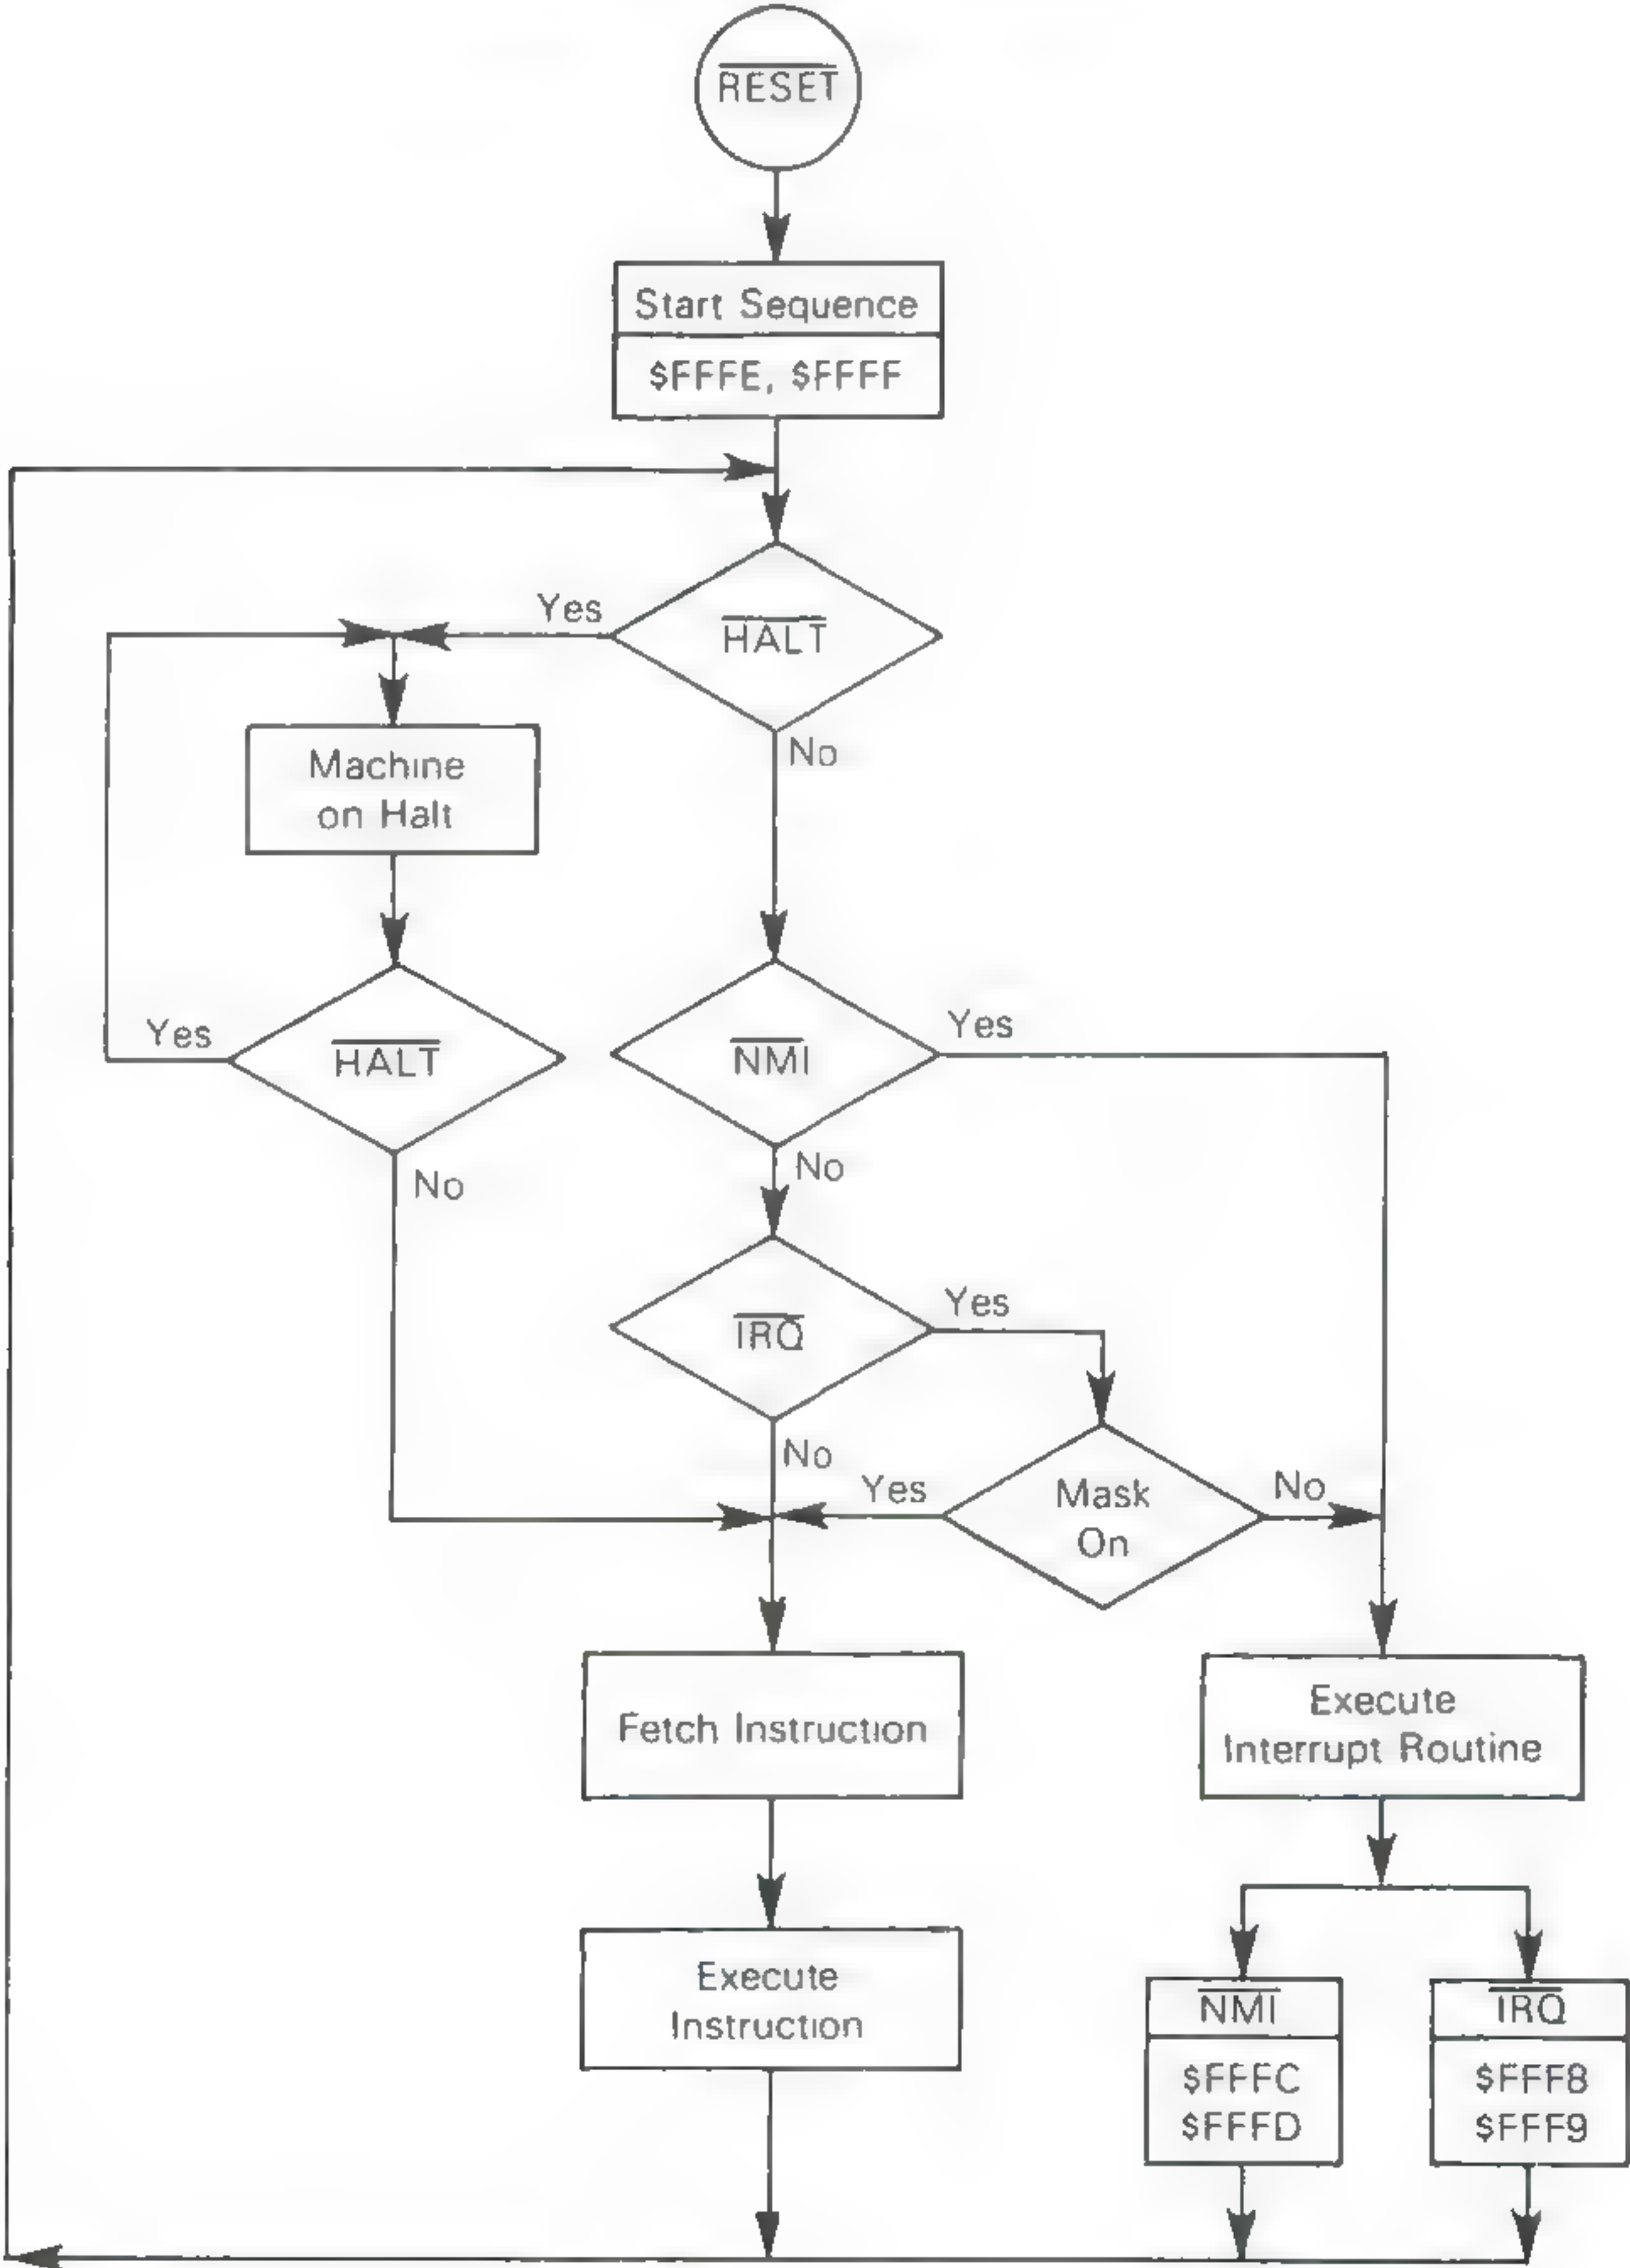 RESET
Start Sequence
$FFFE, $FFFF
Yes
HALT
No
Machine
on Halt
Yes
HALT
No
NMI
Yes
No
IRQ
Yes
No
Yes
Mask
On
No
Fetch Instruction
Execute
Interrupt Routine
Execute
Instruction
NMI
$FFFC
$FFFD
IRQ
$FFF8
$FFF9